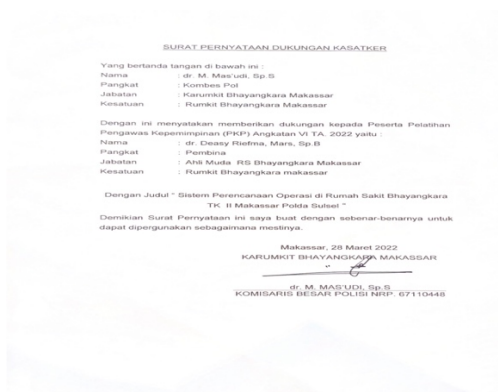 SURAT PERNYATAAN DUKUNGAN KASATKER
Yang bertanda tangan di bawah ini :
Nama : dr. M. Mas'udi, Sp.S
Pangkat : Kombes Pol
Jabatan : Karumkit Bhayangkara Makassar
Kesatuan : Rumkit Bhayangkara Makassar
Dengan ini menyatakan memberikan dukungan kepada Peserta Pelatihan
Pengawas Kepemimpinan (PKP) Angkatan VI TA. 2022 yaitu :
Nama : dr. Deasy Riefma, Mars, Sp.B
Pangkat : Pembina
Jabatan : Ahli Muda RS Bhayangkara Makassar
Kesatuan : Rumkit Bhayangkara makassar
Dengan Judul " Sistem Perencanaan Operasi di Rumah Sakit Bhayangkara
TK II Makassar Polda Sulsel "
Demikian Surat Pernyataan ini saya buat dengan sebenar-benarnya untuk
dapat dipergunakan sebagaimana mestinya.
Makassar, 28 Maret 2022
KARUMKIT BHAYANGKARA MAKASSAR
dr. M. MAS'UDI, Sp.S
KOMISARIS BESAR POLISI NRP. 67110448